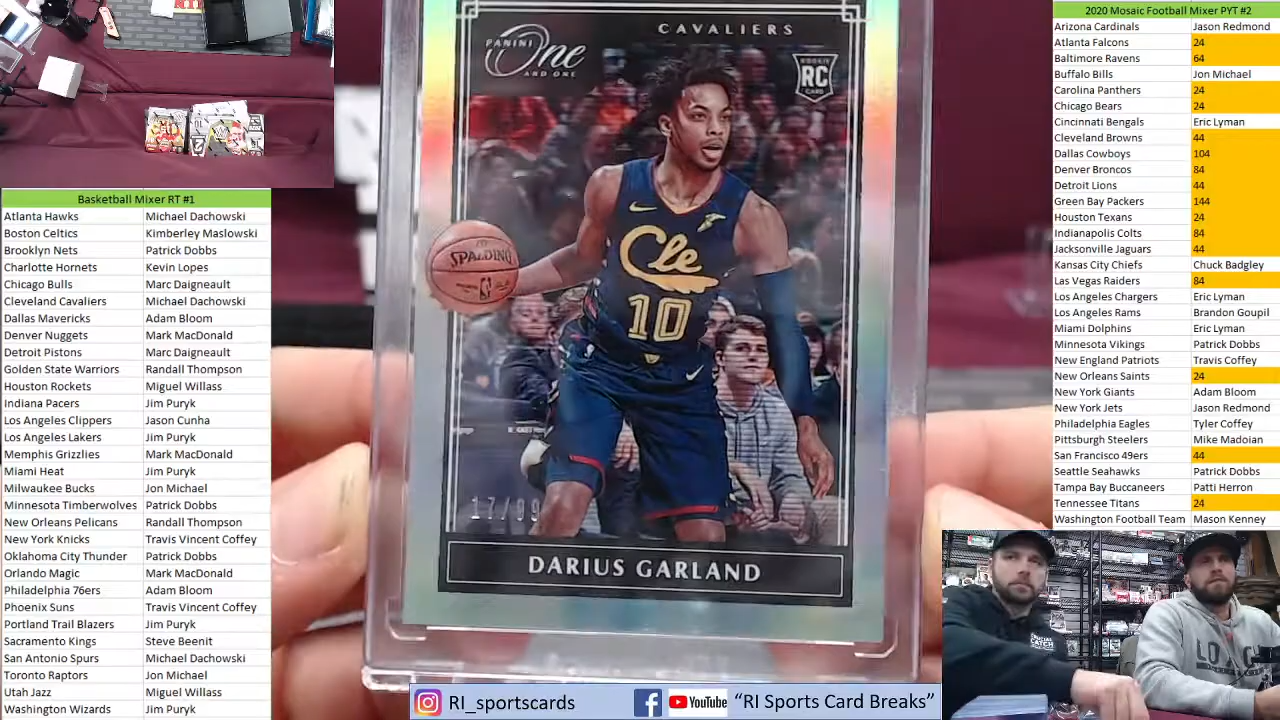 Basketball Mixer RT #1
Atlanta Hawks Michael Dachowski
Boston Celtics Kimberley Maslowski
Brooklyn Nets Patrick Dobbs
Charlotte Hornets Kevin Lopes
Chicago Bulls Marc Daigneault
Cleveland Cavaliers Michael Dachowski
Dallas Mavericks Adam Bloom
Denver Nuggets Mark MacDonald
Detroit Pistons Marc Daigneault
Golden State Warriors Randall Thompson
Houston Rockets Miguel Willass
Indiana Pacers Jim Puryk
Los Angeles Clippers Jason Cunha
Los Angeles Lakers Jim Puryk
Memphis Grizzlies Mark MacDonald
Miami Heat Jim Puryk
Milwaukee Bucks Jon Michael
Minnesota Timberwolves Patrick Dobbs
New Orleans Pelicans Randall Thompson
New York Knicks Travis Vincent Coffey
Oklahoma City Thunder Patrick Dobbs
Orlando Magic Mark MacDonald
Philadelphia 76ers Adam Bloom
Phoenix Suns Travis Vincent Coffey
Portland Trail Blazers Jim Puryk
Sacramento Kings Steve Beenit
San Antonio Spurs Michael Dachowski
Toronto Raptors Jon Michael
Utah Jazz Miguel Willass
Washington Wizards Jim Puryk
CAVALIERS
PANINI
One
AND ONE
ROOKIE
RC
CARD
SPALDING
Cle
10
17/99
DARIUS GARLAND
RI_sportscards YouTube "RI Sports Card Breaks"
2020 Mosaic Football Mixer PYT #2
Arizona Cardinals Jason Redmond
Atlanta Falcons 24
Baltimore Ravens 64
Buffalo Bills Jon Michael
Carolina Panthers 24
Chicago Bears 24
Cincinnati Bengals Eric Lyman
Cleveland Browns 44
Dallas Cowboys 104
Denver Broncos 84
Detroit Lions 44
Green Bay Packers 144
Houston Texans 24
Indianapolis Colts 84
Jacksonville Jaguars 44
Kansas City Chiefs Chuck Badgley
Las Vegas Raiders 84
Los Angeles Chargers Eric Lyman
Los Angeles Rams Brandon Goupil
Miami Dolphins Eric Lyman
Minnesota Vikings Patrick Dobbs
New England Patriots Travis Coffey
New Orleans Saints 24
New York Giants Adam Bloom
New York Jets Jason Redmond
Philadelphia Eagles Tyler Coffey
Pittsburgh Steelers Mike Madoian
San Francisco 49ers 44
Seattle Seahawks Patrick Dobbs
Tampa Bay Buccaneers Patti Herron
Tennessee Titans 24
Washington Football Team Mason Kenney